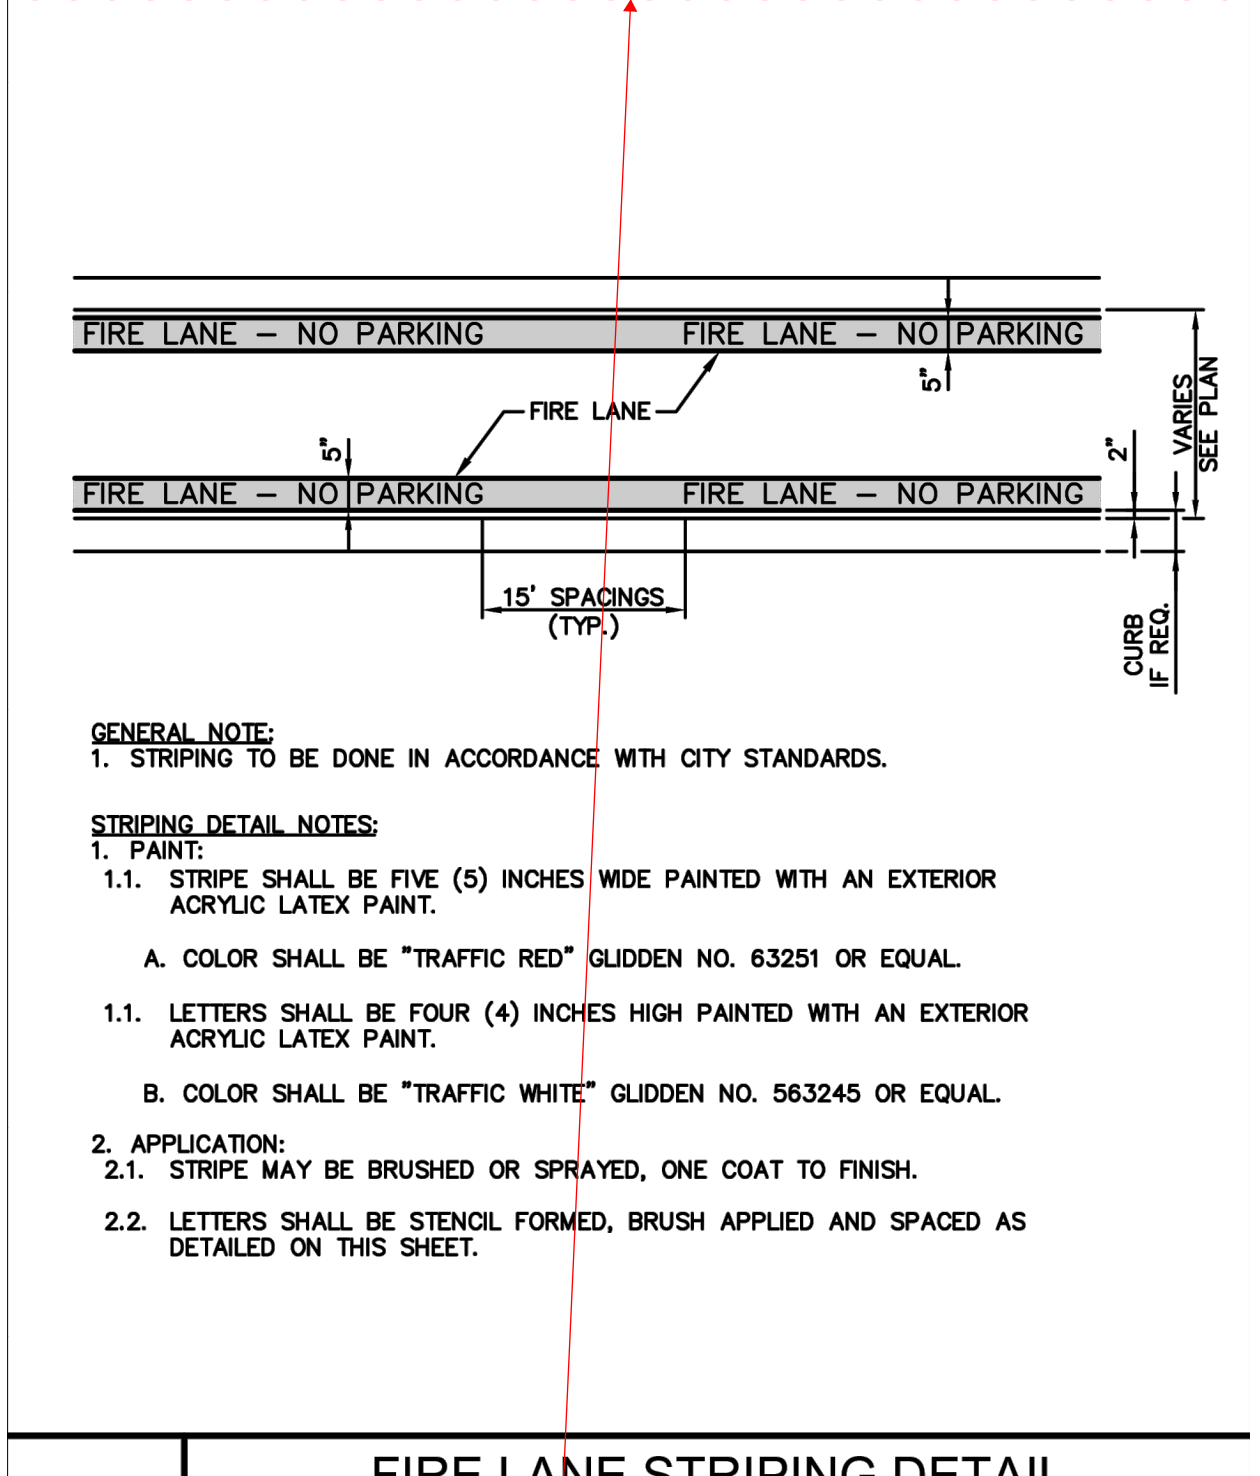 FIRE LANE – NO PARKING FIRE LANE – NO PARKING
5"
FIRE LANE
VARIES
SEE PLAN
5"
2"
FIRE LANE – NO PARKING FIRE LANE – NO PARKING
15' SPACINGS
(TYP.)
CURB
IF REQ.
GENERAL NOTE:
1. STRIPING TO BE DONE IN ACCORDANCE WITH CITY STANDARDS.
STRIPING DETAIL NOTES:
1. PAINT:
1.1. STRIPE SHALL BE FIVE (5) INCHES WIDE PAINTED WITH AN EXTERIOR
ACRYLIC LATEX PAINT.
A. COLOR SHALL BE "TRAFFIC RED" GLIDDEN NO. 63251 OR EQUAL.
1.1. LETTERS SHALL BE FOUR (4) INCHES HIGH PAINTED WITH AN EXTERIOR
ACRYLIC LATEX PAINT.
B. COLOR SHALL BE "TRAFFIC WHITE" GLIDDEN NO. 563245 OR EQUAL.
2. APPLICATION:
2.1. STRIPE MAY BE BRUSHED OR SPRAYED, ONE COAT TO FINISH.
2.2. LETTERS SHALL BE STENCIL FORMED, BRUSH APPLIED AND SPACED AS
DETAILED ON THIS SHEET.
FIRE LANE STRIPING DETAIL